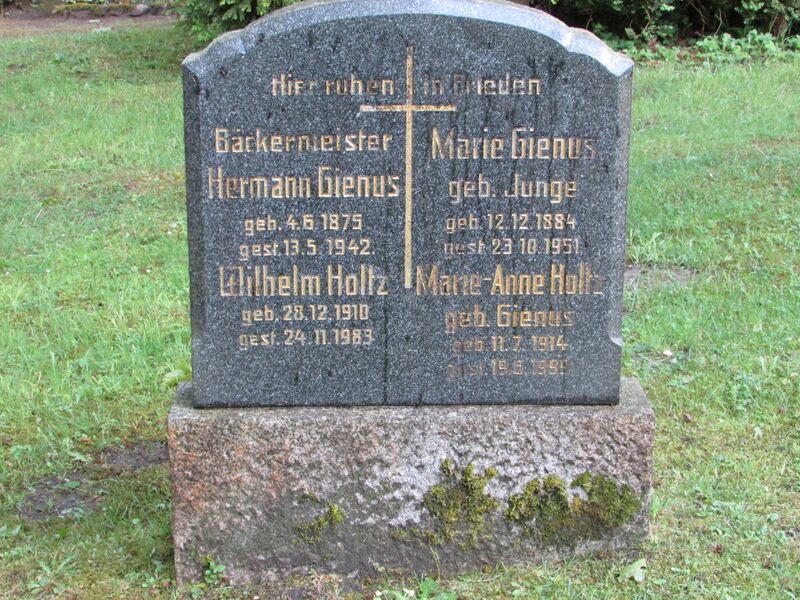 Hier ruhen in Frieden
Bäckermeister
Hermann Gienus
geb. 4.6.1875
gest. 13.5.1942.
Marie Gienus
geb. Junge
geb. 12.12.1884
gest. 23.10.1951
Wilhelm Holtz
geb. 28.12.1910
gest. 24.11.1983
Marie-Anne Holtz
geb. Gienus
geb. 11.7.1914
gest.